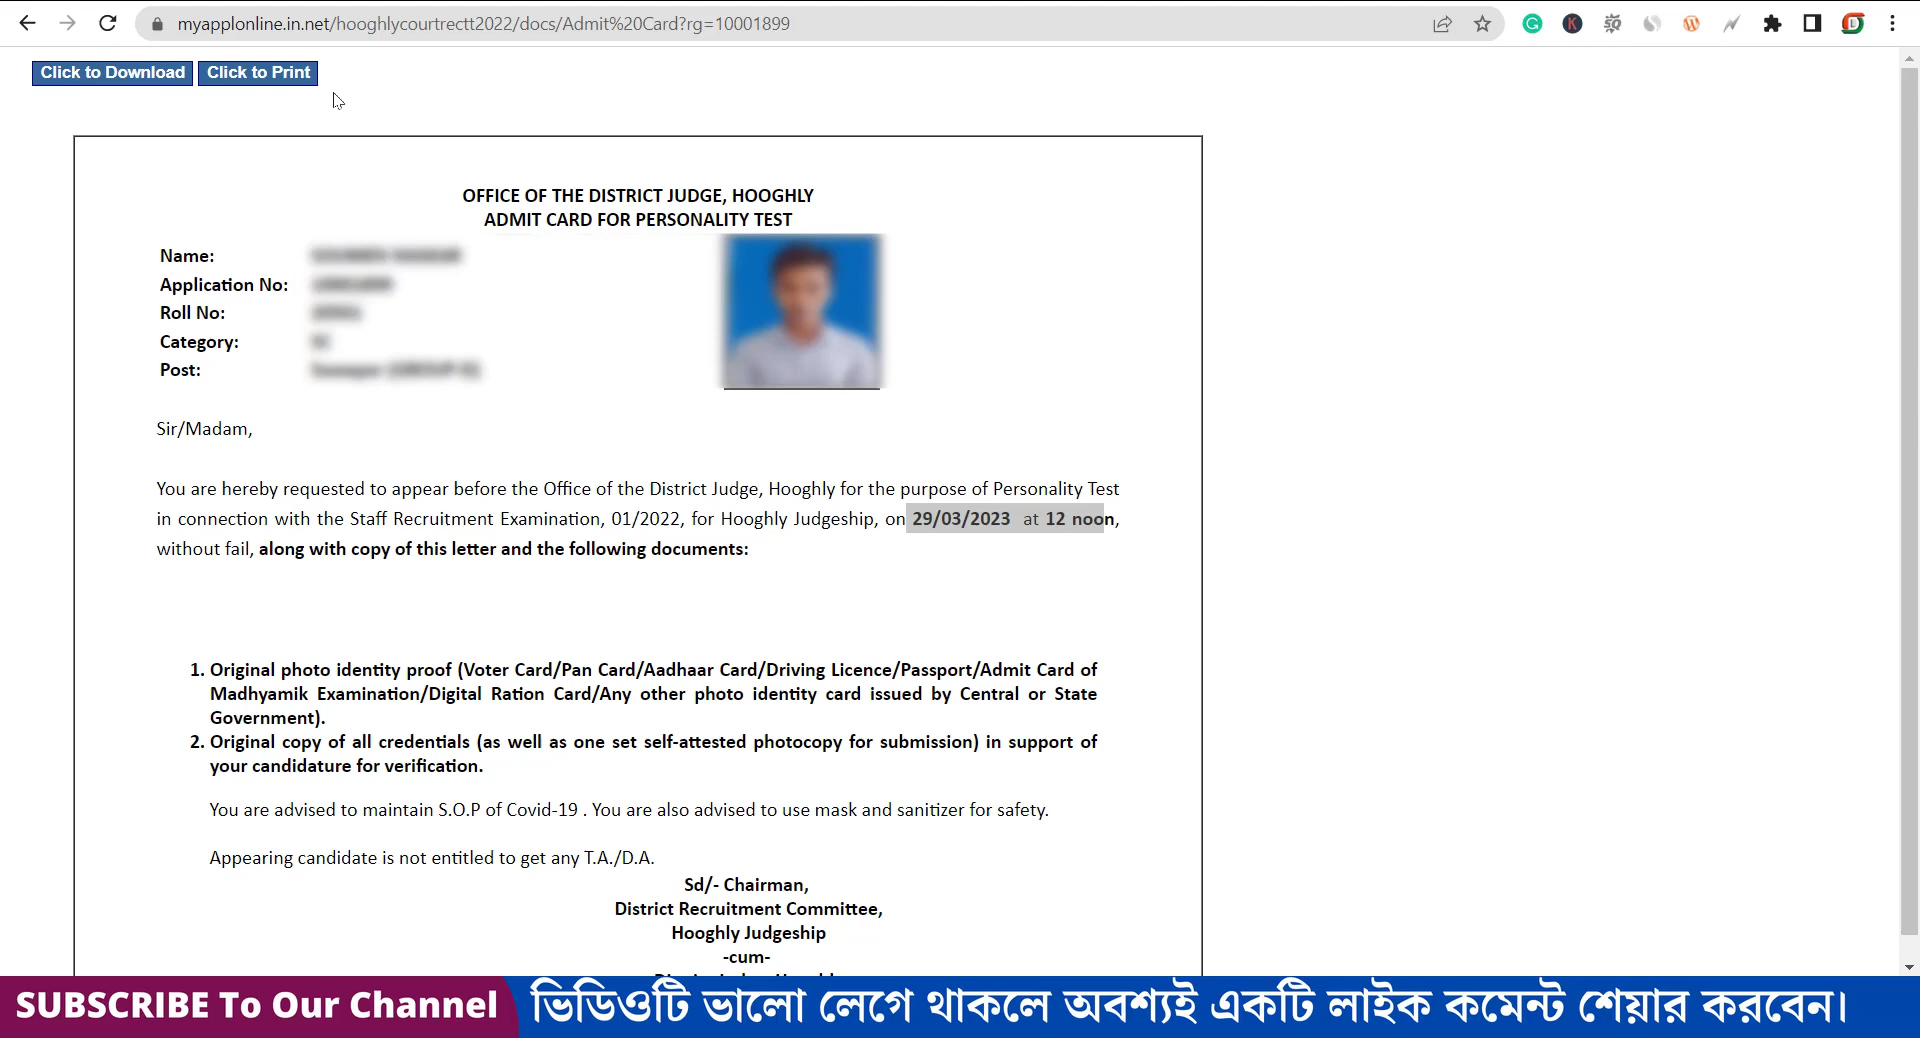 myapplonline.in.net/hooghlycourtrectt2022/docs/Admit%20Card?rg=10001899
Click to Download Click to Print
OFFICE OF THE DISTRICT JUDGE, HOOGHLY
ADMIT CARD FOR PERSONALITY TEST
Name:
Application No:
Roll No:
Category:
Post:
Sir/Madam,
You are hereby requested to appear before the Office of the District Judge, Hooghly for the purpose of Personality Test
in connection with the Staff Recruitment Examination, 01/2022, for Hooghly Judgeship, on 29/03/2023 at 12 noon,
without fail, along with copy of this letter and the following documents:
1. Original photo identity proof (Voter Card/Pan Card/Aadhaar Card/Driving Licence/Passport/Admit Card of
Madhyamik Examination/Digital Ration Card/Any other photo identity card issued by Central or State
Government).
2. Original copy of all credentials (as well as one set self-attested photocopy for submission) in support of
your candidature for verification.
You are advised to maintain S.O.P of Covid-19 . You are also advised to use mask and sanitizer for safety.
Appearing candidate is not entitled to get any T.A./D.A.
Sd/- Chairman,
District Recruitment Committee,
Hooghly Judgeship
-cum-
SUBSCRIBE To Our Channel
ভিডিওটি ভালো লেগে থাকলে অবশ্যই একটি লাইক কমেন্ট শেয়ার করবেন।